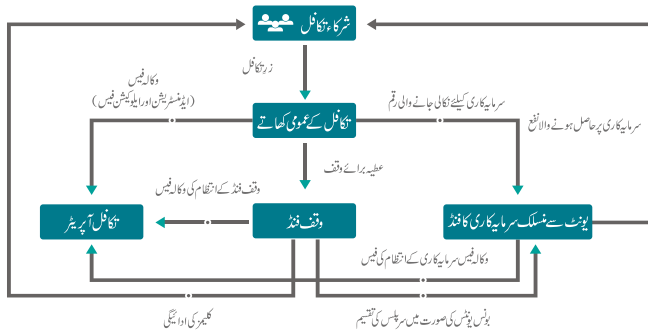 شرکاء تکافل
زرِ تکافل
وکالہ فیس
(ایڈمنسٹریشن اور ایلوکیشن فیس)
تکافل کے عمومی کھاتے
سرمایہ کاری کیلئے نکالی جانے والی رقم
سرمایہ کاری پر حاصل ہونے والا نفع
عطیہ برائے وقف
وقف فنڈ کے انتظام کی وکالہ فیس
تکافل آپریٹر
وقف فنڈ
یونٹ سے منسلک سرمایہ کاری کا فنڈ
وکالہ فیس سرمایہ کاری کے انتظام کی فیس
کلیمز کی ادائیگی
بونس یونٹس کی صورت میں سرپلس کی تقسیم